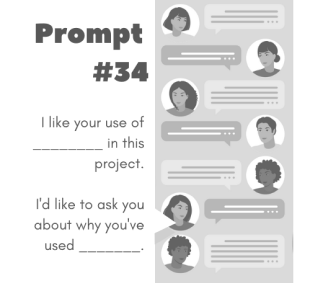 Prompt
#34
I like your use of
________ in this
project.
I'd like to ask you
about why you've
used _______.